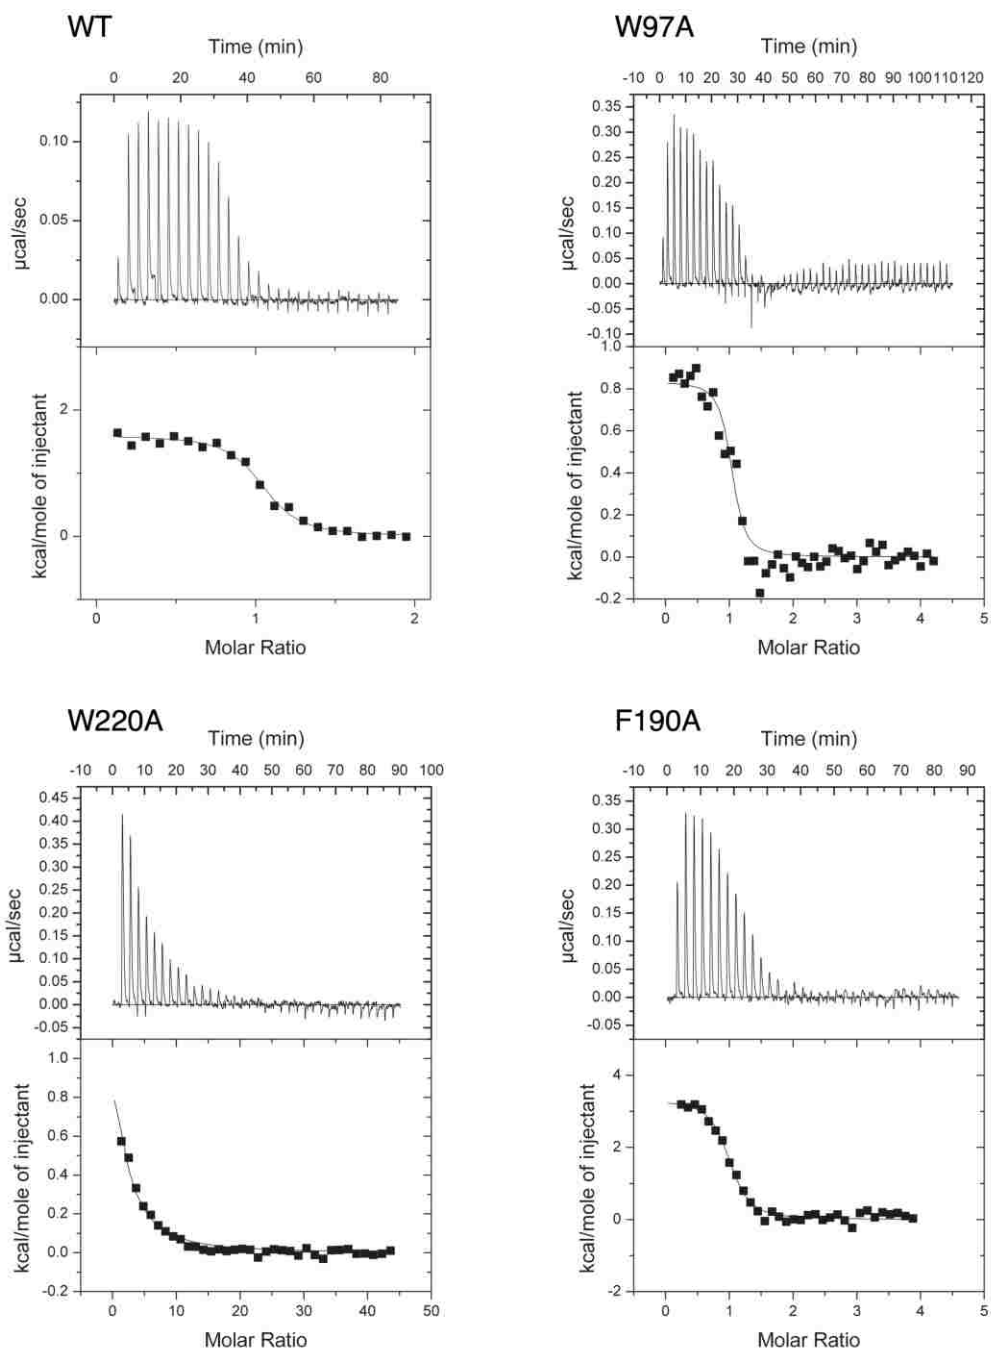 WT
Time (min)
0 20 40 60 80
0.10
0.05
0.00
µcal/sec
2
0
kcal/mole of injectant
0 1 2
Molar Ratio
W97A
Time (min)
-10 0 10 20 30 40 50 60 70 80 90 100 110 120
0.35
0.30
0.25
0.20
0.15
0.10
0.05
0.00
-0.05
-0.10
µcal/sec
1.0
0.8
0.6
0.4
0.2
0.0
-0.2
kcal/mole of injectant
0 1 2 3 4 5
Molar Ratio
W220A
Time (min)
-10 0 10 20 30 40 50 60 70 80 90 100
0.45
0.40
0.35
0.30
0.25
0.20
0.15
0.10
0.05
0.00
-0.05
µcal/sec
1.0
0.8
0.6
0.4
0.2
0.0
-0.2
kcal/mole of injectant
0 10 20 30 40 50
Molar Ratio
F190A
Time (min)
-10 0 10 20 30 40 50 60 70 80 90
0.35
0.30
0.25
0.20
0.15
0.10
0.05
0.00
-0.05
µcal/sec
4
2
0
-2
kcal/mole of injectant
0 1 2 3 4 5
Molar Ratio